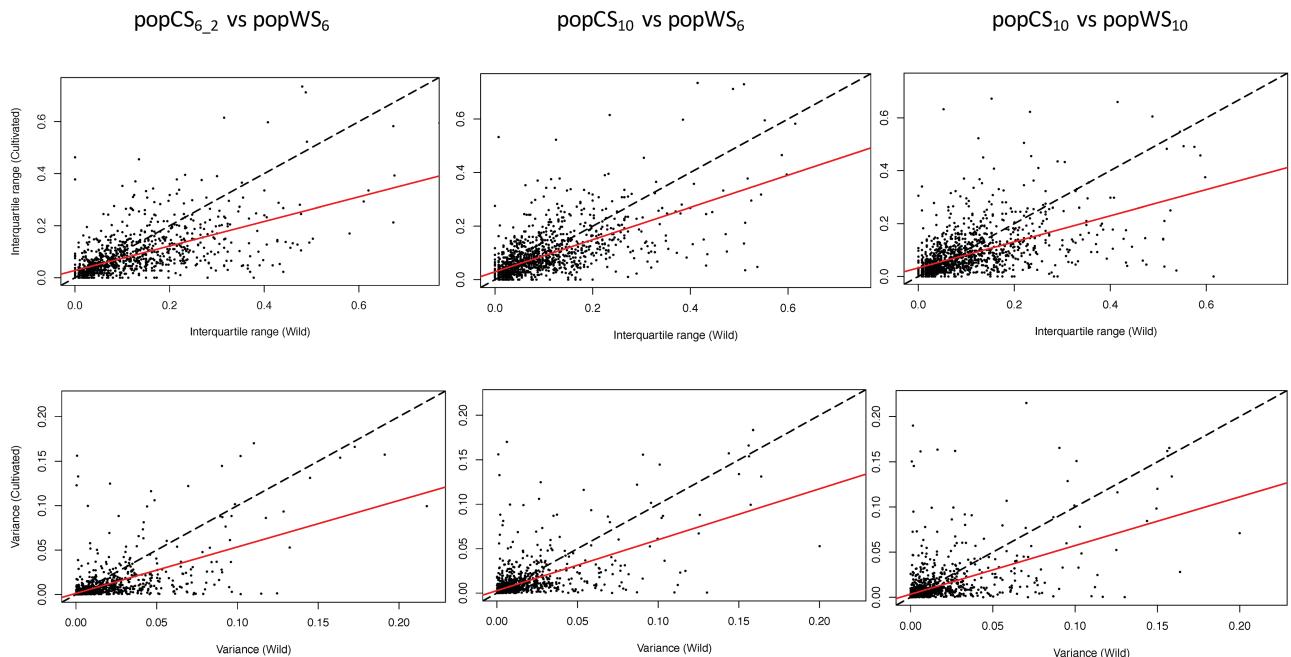 popCS6_2 vs popWS6
popCS10 vs popWS6
popCS10 vs popWS10
Interquartile range (Cultivated)
0.6
0.4
0.2
0.0
0.0 0.2 0.4 0.6
Interquartile range (Wild)
0.6
0.4
0.2
0.0
0.0 0.2 0.4 0.6
Interquartile range (Wild)
0.6
0.4
0.2
0.0
0.0 0.2 0.4 0.6
Interquartile range (Wild)
Variance (Cultivated)
0.20
0.15
0.10
0.05
0.00
0.00 0.05 0.10 0.15 0.20
Variance (Wild)
0.20
0.15
0.10
0.05
0.00
0.00 0.05 0.10 0.15 0.20
Variance (Wild)
0.20
0.15
0.10
0.05
0.00
0.00 0.05 0.10 0.15 0.20
Variance (Wild)